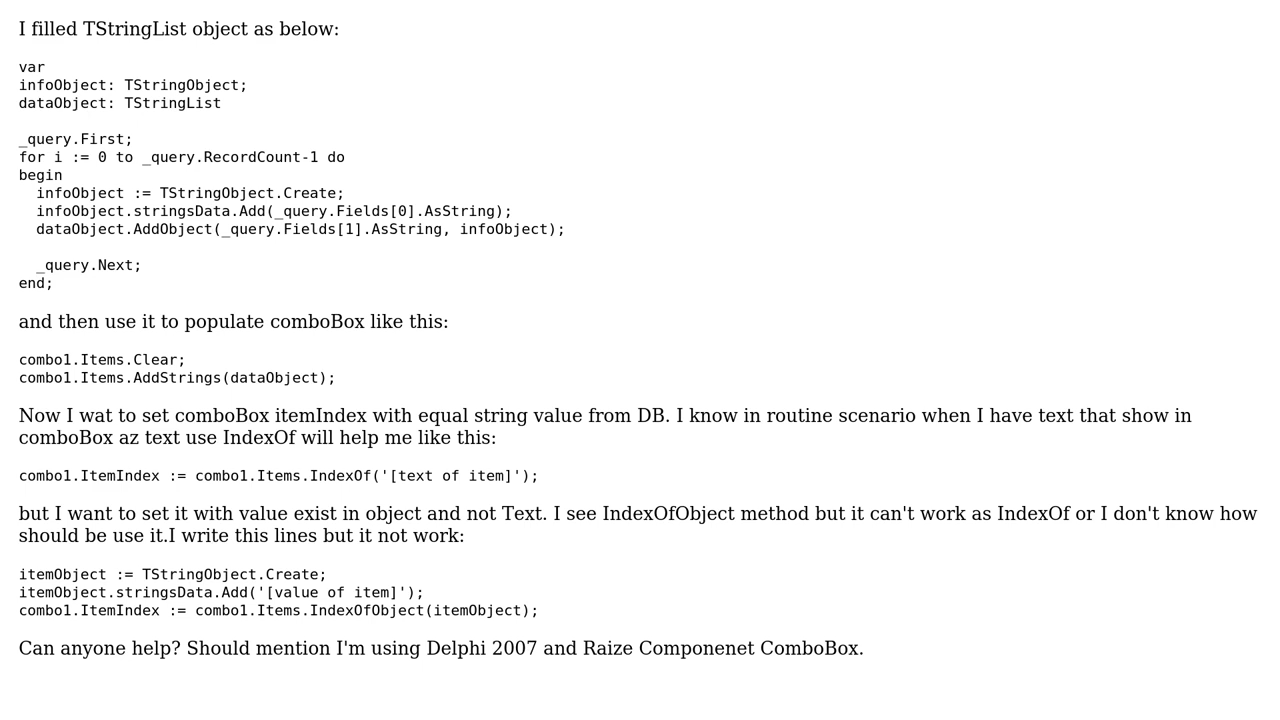 I filled TStringList object as below:
var
infoObject: TStringObject;
dataObject: TStringList
_query.First;
for i := 0 to _query.RecordCount-1 do
begin
  infoObject := TStringObject.Create;
  infoObject.stringsData.Add(_query.Fields[0].AsString);
  dataObject.AddObject(_query.Fields[1].AsString, infoObject);
  _query.Next;
end;
and then use it to populate comboBox like this:
combo1.Items.Clear;
combo1.Items.AddStrings(dataObject);
Now I wat to set comboBox itemIndex with equal string value from DB. I know in routine scenario when I have text that show in
comboBox az text use IndexOf will help me like this:
combo1.ItemIndex := combo1.Items.IndexOf('[text of item]');
but I want to set it with value exist in object and not Text. I see IndexOfObject method but it can't work as IndexOf or I don't know how
should be use it.I write this lines but it not work:
itemObject := TStringObject.Create;
itemObject.stringsData.Add('[value of item]');
combo1.ItemIndex := combo1.Items.IndexOfObject(itemObject);
Can anyone help? Should mention I'm using Delphi 2007 and Raize Componenet ComboBox.